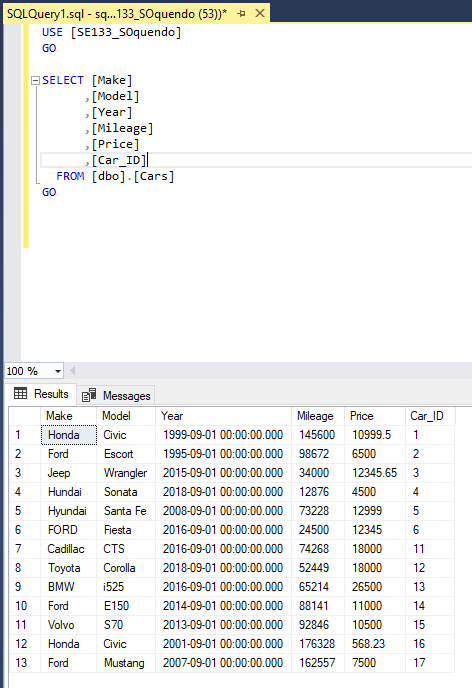 SQLQuery1.sql - sq...133_SOquendo (53))*
USE [SE133_SOquendo]
GO
SELECT [Make]
,[Model]
,[Year]
,[Mileage]
,[Price]
,[Car_ID]
FROM [dbo].[Cars]
GO
100 %
Results Messages
Make Model Year Mileage Price Car_ID
1 Honda Civic 1999-09-01 00:00:00.000 145600 10999.5 1
2 Ford Escort 1995-09-01 00:00:00.000 98672 6500 2
3 Jeep Wrangler 2015-09-01 00:00:00.000 34000 12345.65 3
4 Hundai Sonata 2018-09-01 00:00:00.000 12876 4500 4
5 Hyundai Santa Fe 2008-09-01 00:00:00.000 73228 12999 5
6 FORD Fiesta 2016-09-01 00:00:00.000 24500 12345 6
7 Cadillac CTS 2016-09-01 00:00:00.000 74268 18000 11
8 Toyota Corolla 2018-09-01 00:00:00.000 52449 18000 12
9 BMW i525 2016-09-01 00:00:00.000 65214 26500 13
10 Ford E150 2014-09-01 00:00:00.000 88141 11000 14
11 Volvo S70 2013-09-01 00:00:00.000 92846 10500 15
12 Honda Civic 2001-09-01 00:00:00.000 176328 568.23 16
13 Ford Mustang 2007-09-01 00:00:00.000 162557 7500 17